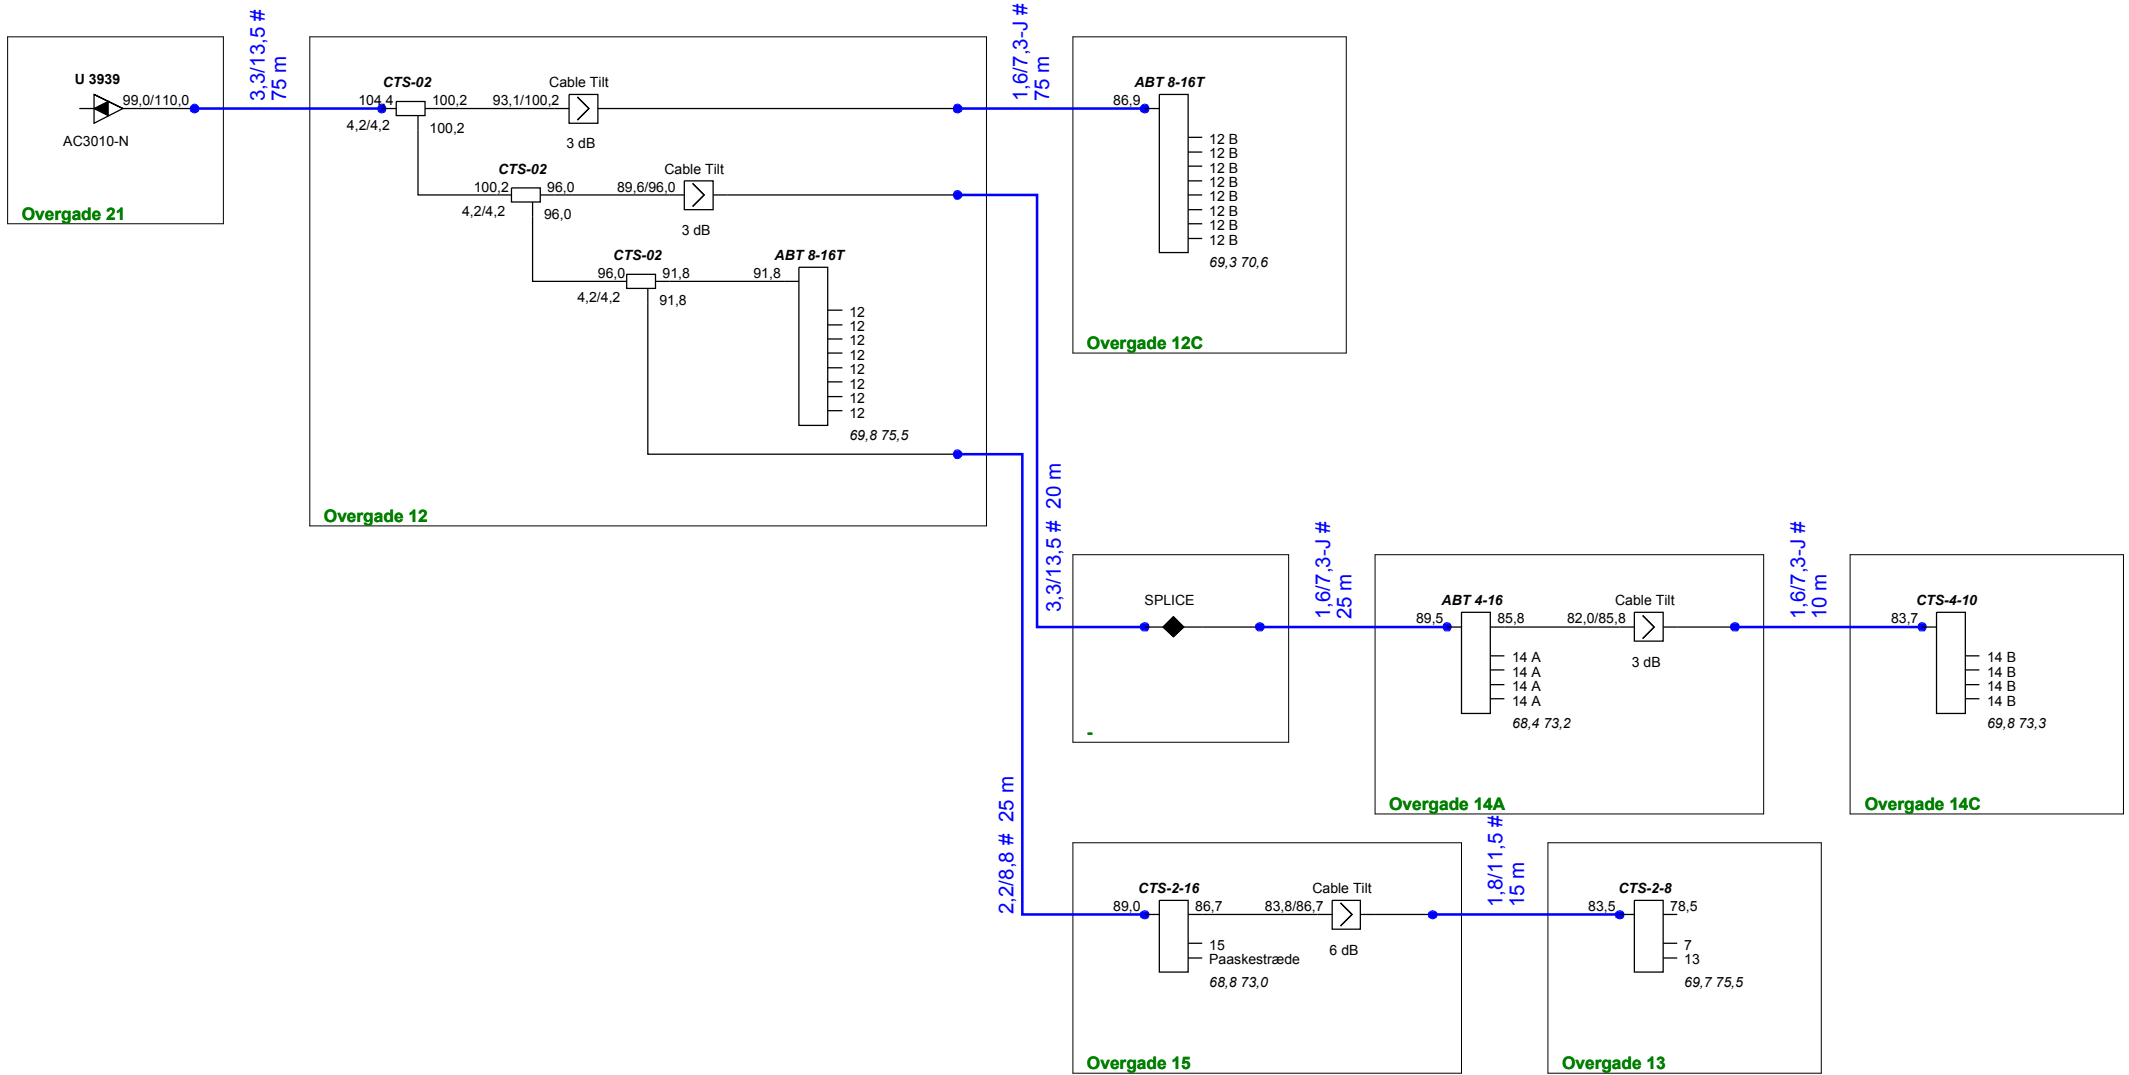 U 3939
99,0/110,0
AC3010-N
Overgade 21
3,3/13,5 #
75 m
CTS-02
104,4
100,2
4,2/4,2
100,2
93,1/100,2
Cable Tilt
3 dB
CTS-02
100,2
96,0
4,2/4,2
96,0
89,6/96,0
Cable Tilt
3 dB
CTS-02
96,0
91,8
4,2/4,2
91,8
91,8
ABT 8-16T
12
12
12
12
12
12
12
12
69,8 75,5
Overgade 12
1,6/7,3-J #
75 m
ABT 8-16T
86,9
12 B
12 B
12 B
12 B
12 B
12 B
12 B
12 B
69,3 70,6
Overgade 12C
3,3/13,5 # 20 m
SPLICE
-
1,6/7,3-J #
25 m
ABT 4-16
89,5
85,8
82,0/85,8
Cable Tilt
3 dB
14 A
14 A
14 A
14 A
68,4 73,2
Overgade 14A
1,6/7,3-J #
10 m
CTS-4-10
83,7
14 B
14 B
14 B
14 B
69,8 73,3
Overgade 14C
2,2/8,8 # 25 m
CTS-2-16
89,0
86,7
83,8/86,7
Cable Tilt
6 dB
15
Paaskestræde
68,8 73,0
Overgade 15
1,8/11,5 #
15 m
CTS-2-8
83,5
78,5
7
13
69,7 75,5
Overgade 13